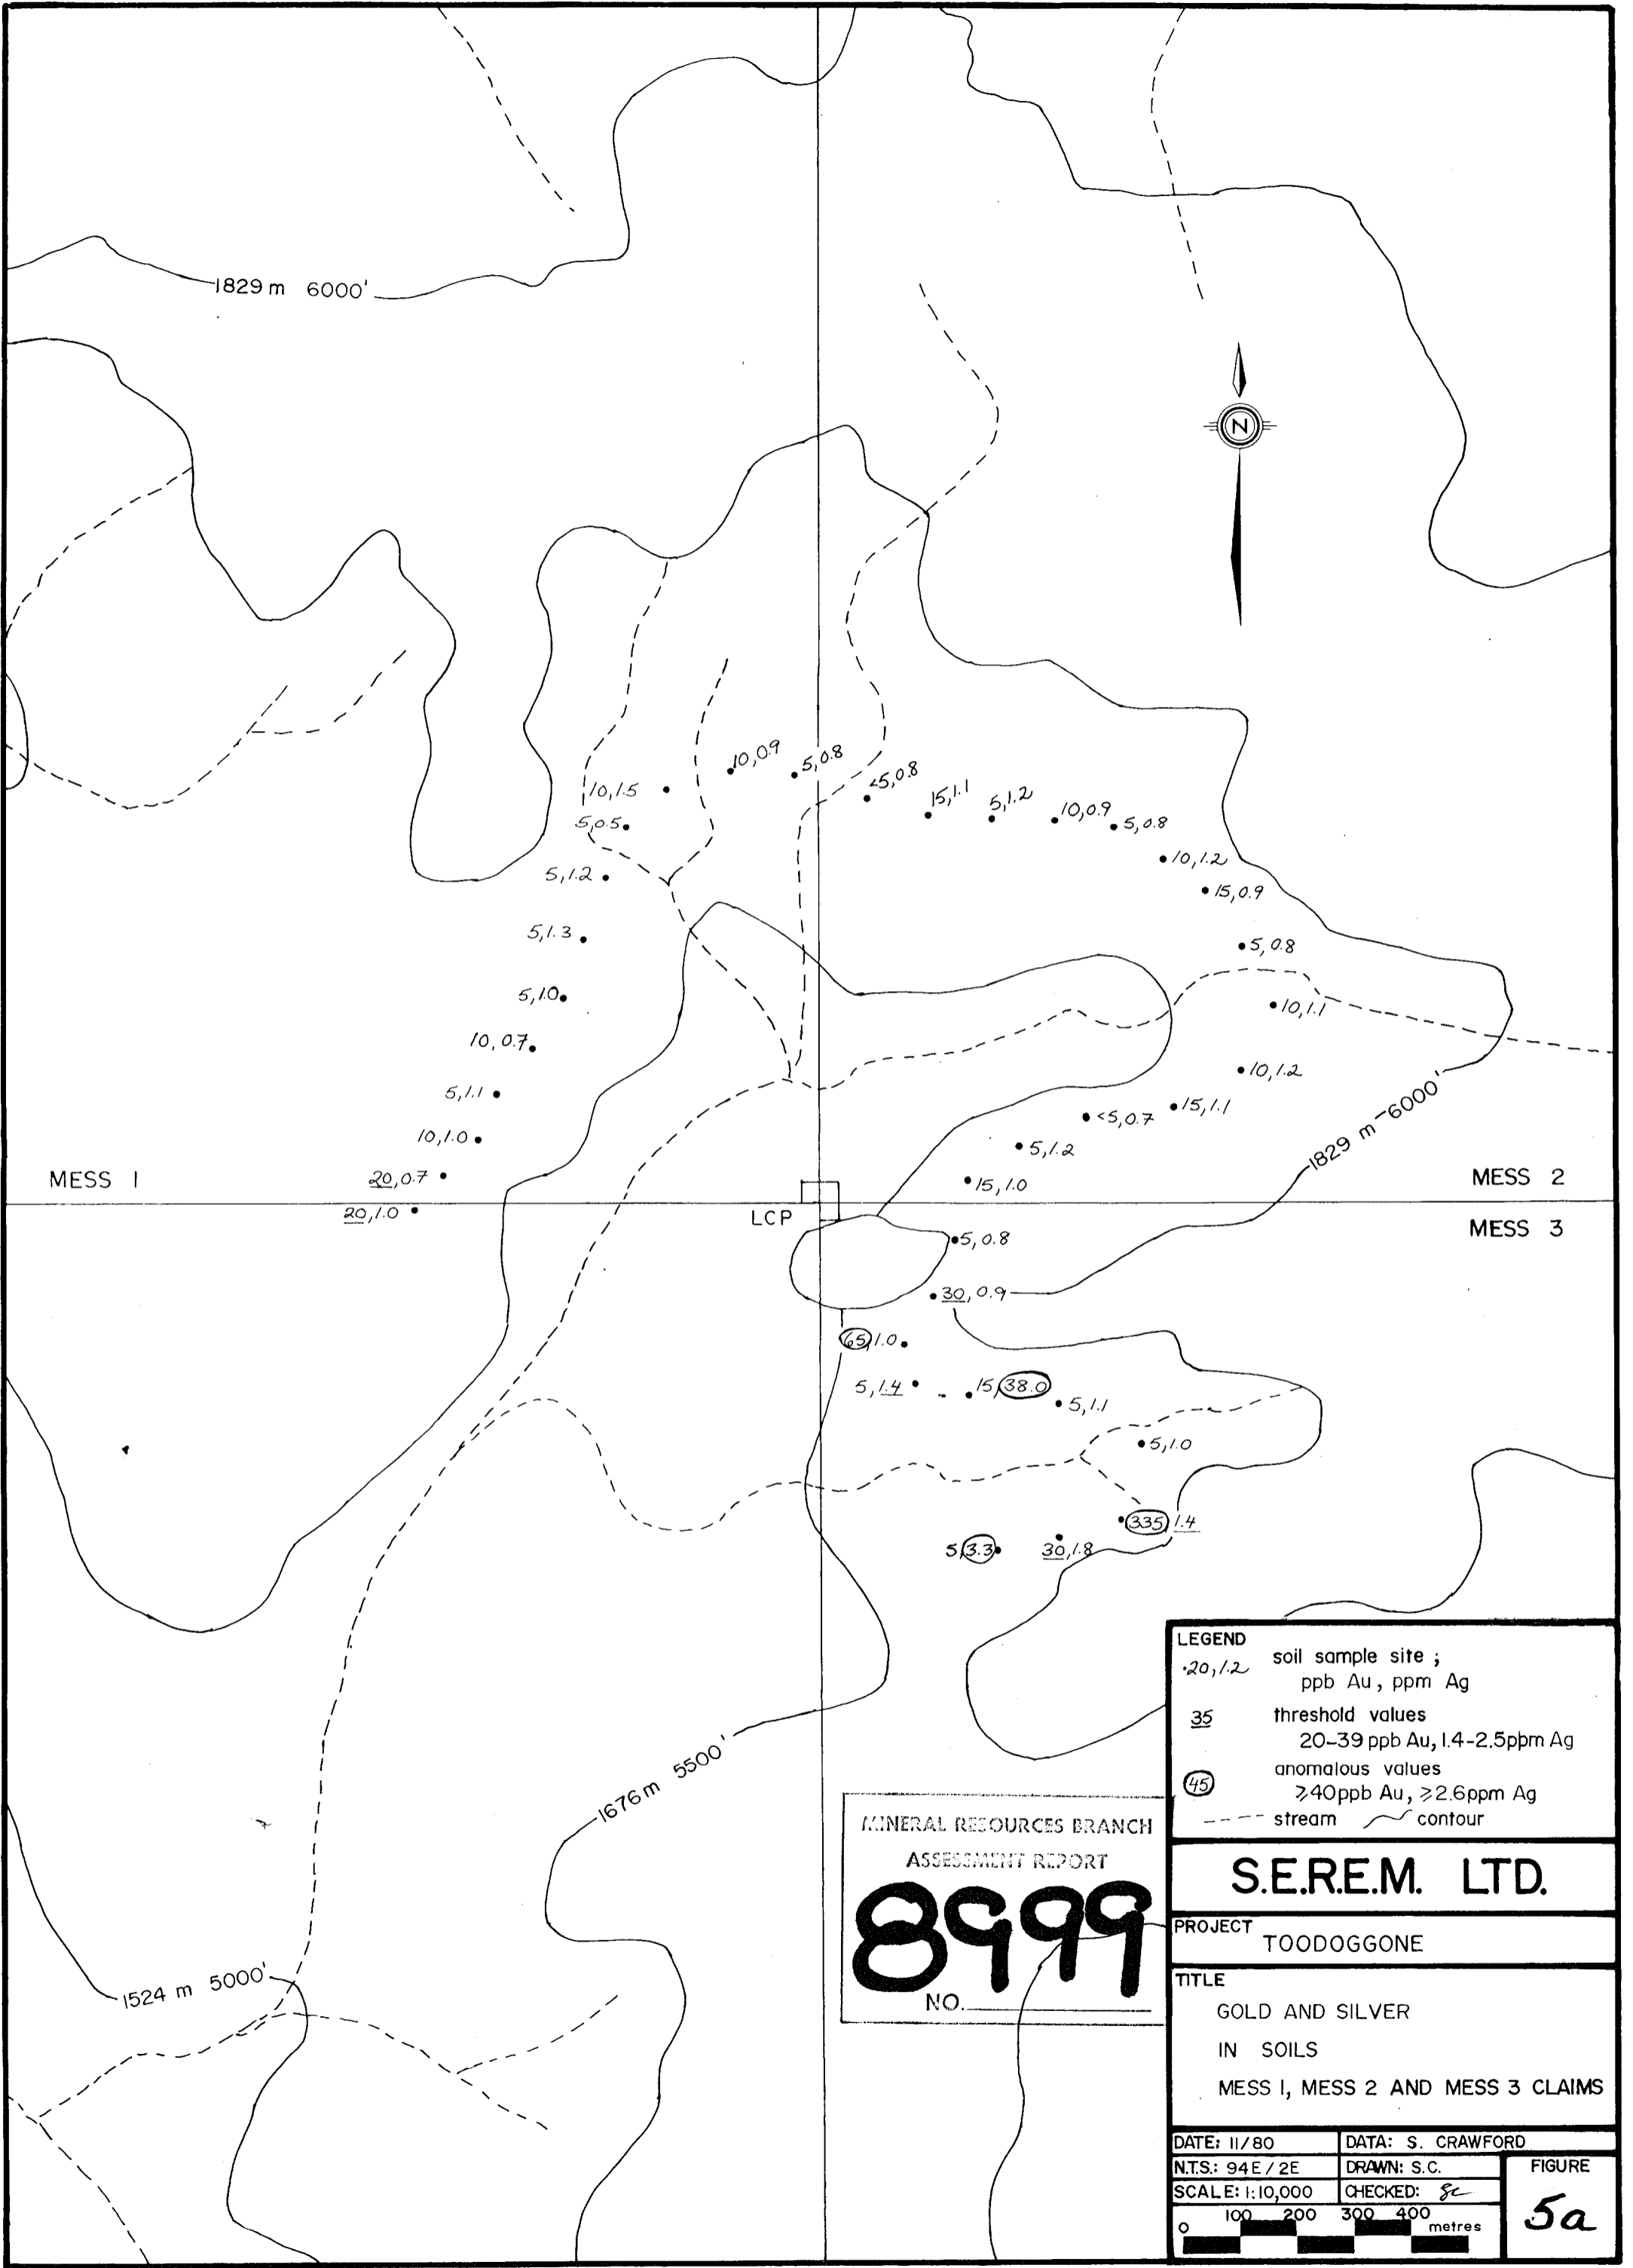 1829 m 6000'
N
10,0.9
5,0.8
<5,0.8
10,1.5
15,1.1
5,1.2
10,0.9
5,0.8
5,0.5
10,1.2
5,1.2
15,0.9
5,1.3
5,0.8
5,1.0
10,1.1
10,0.7
10,1.2
5,1.1
<5,0.7
15,1.1
10,1.0
5,1.2
1829 m 6000'
MESS 1
20,0.7
15,1.0
MESS 2
20,1.0
LCP
MESS 3
5,0.8
30,0.9
65,1.0
5,1.4
15,38.0
5,1.1
5,1.0
335,1.4
5,3.3
30,1.8
1676 m 5500'
1524 m 5000'
MINERAL RESOURCES BRANCH
ASSESSMENT REPORT
8999
NO.
LEGEND
·20,1.2 soil sample site ;
ppb Au, ppm Ag
35 threshold values
20-39 ppb Au, 1.4-2.5ppm Ag
45 anomalous values
⩾40ppb Au, ⩾2.6ppm Ag
stream contour
S.E.R.E.M. LTD.
PROJECT
TOODOGGONE
TITLE
GOLD AND SILVER
IN SOILS
MESS 1, MESS 2 AND MESS 3 CLAIMS
DATE: 11/80 DATA: S. CRAWFORD
N.T.S.: 94E/2E DRAWN: S.C.
SCALE: 1:10,000 CHECKED: SC
0 100 200 300 400 metres
FIGURE
5a